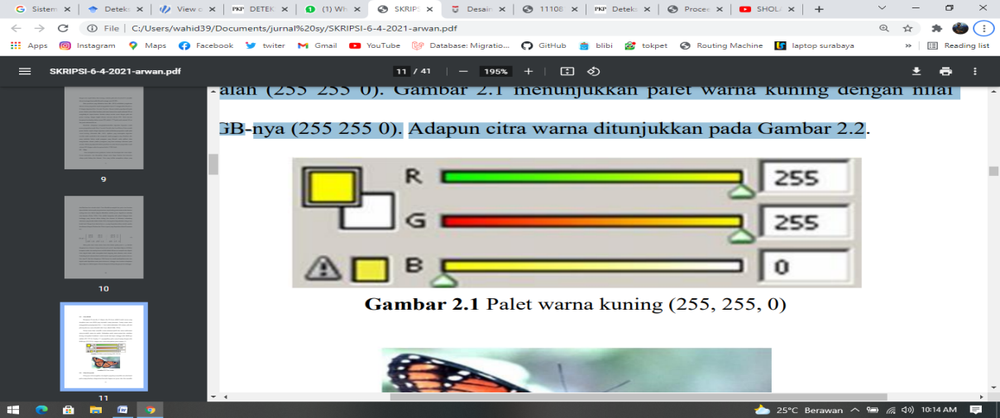 Sistem
Detek
View o
PKP DETEK
(1) Wh
SKRIPS
Desain
11108
PKP Detek
Procee
SHOL
File | C:/Users/wahid39/Documents/jurnal%20sy/SKRIPSI-6-4-2021-arwan.pdf
Apps Instagram Maps Facebook twitter Gmail YouTube Database: Migratio... GitHub blibi tokpet Routing Machine laptop surabaya » Reading list
SKRIPSI-6-4-2021-arwan.pdf 11 / 41 — 195% +
alah (255 255 0). Gambar 2.1 menunjukkan palet warna kuning dengan nilai
GB-nya (255 255 0). Adapun citra warna ditunjukkan pada Gambar 2.2.
R 255
G 255
B 0
Gambar 2.1 Palet warna kuning (255, 255, 0)
9
10
11
25°C Berawan 10:14 AM